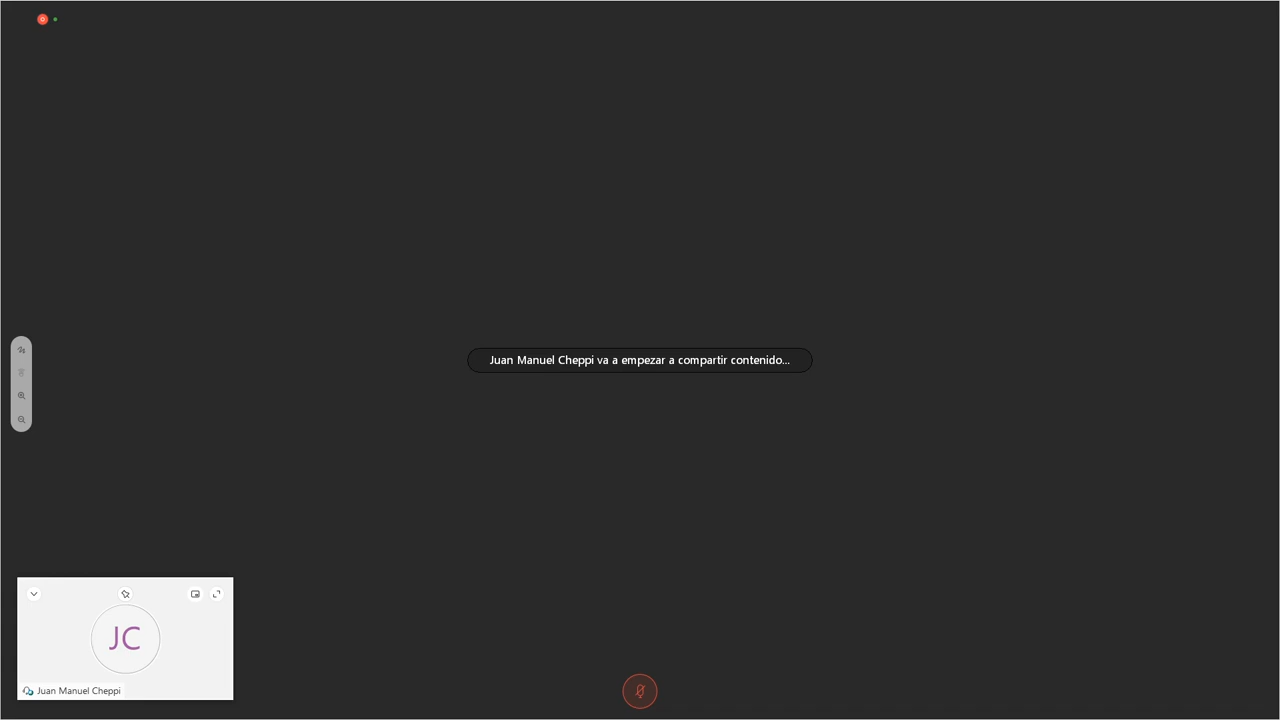 Juan Manuel Cheppi va a empezar a compartir contenido...
JC
Juan Manuel Cheppi